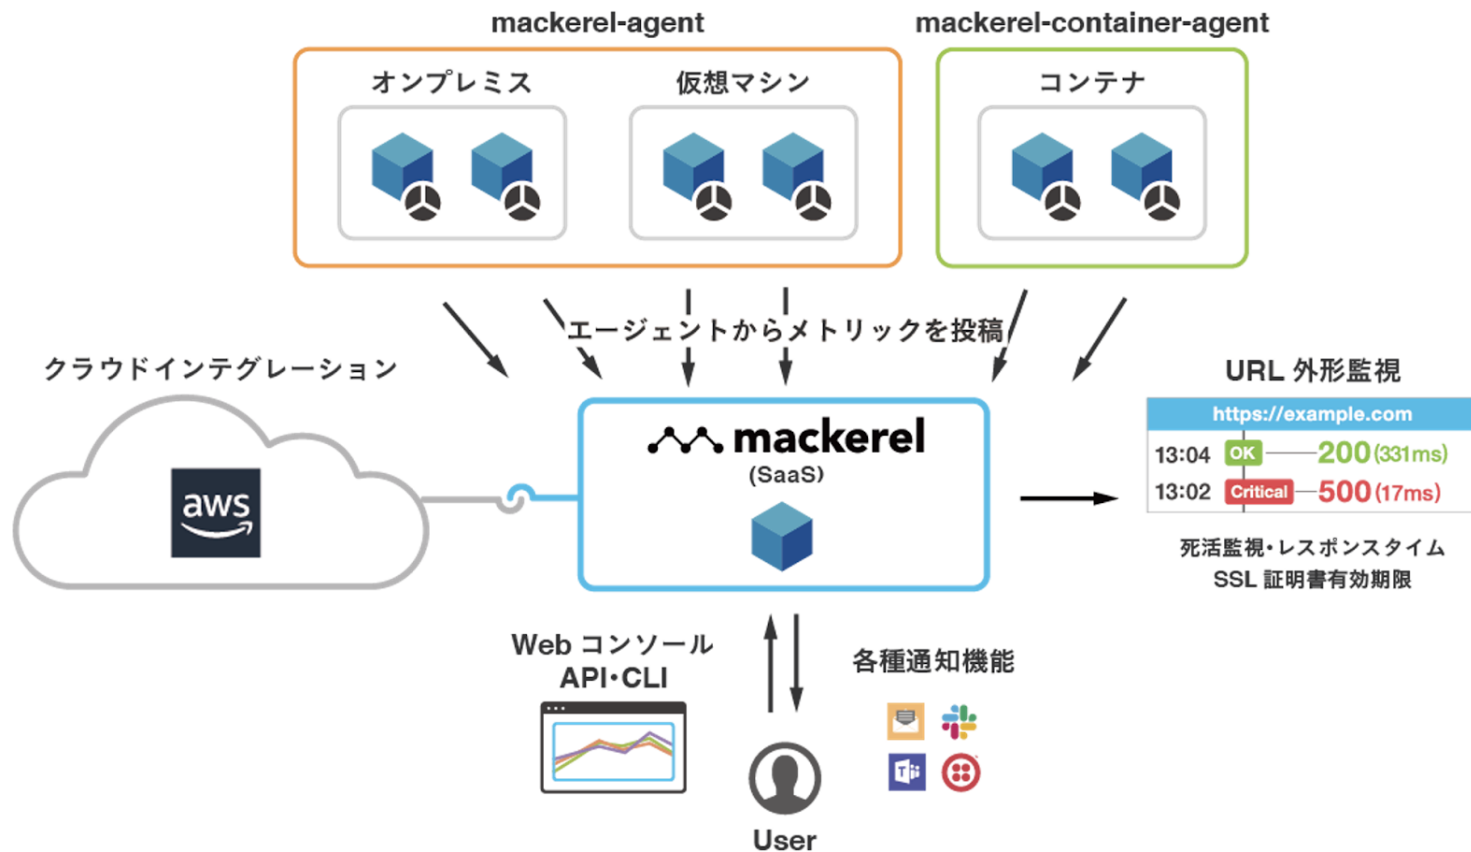 mackerel-agent
mackerel-container-agent
オンプレミス
仮想マシン
コンテナ
エージェントからメトリックを投稿
クラウドインテグレーション
aws
mackerel
(SaaS)
URL 外形監視
https://example.com
13:04 OK 200(331ms)
13:02 Critical 500(17ms)
死活監視・レスポンスタイム
SSL 証明書有効期限
Web コンソール
API・CLI
各種通知機能
User